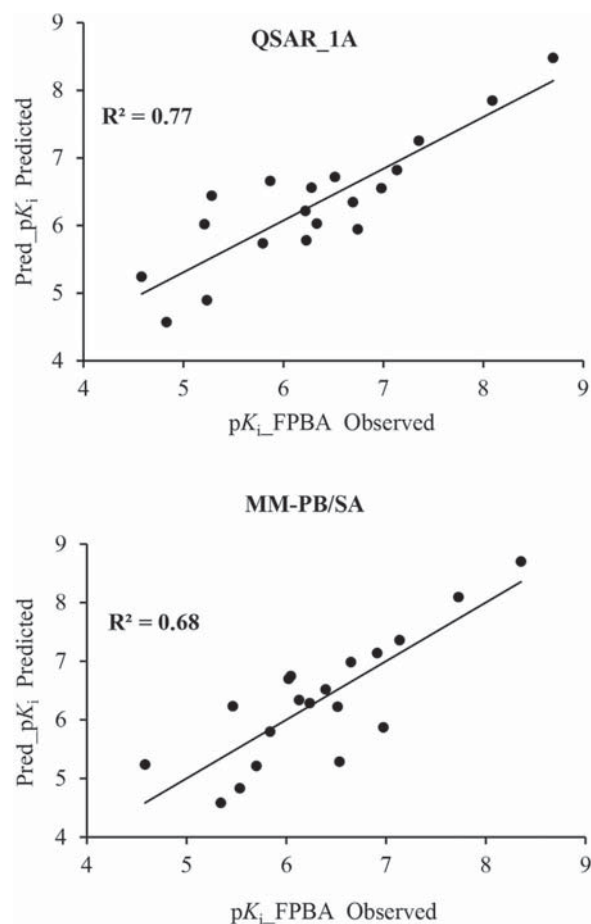 QSAR_1A
9
8
R² = 0.77
7
6
5
4
Pred_pKᵢ Predicted
4 5 6 7 8 9
pKᵢ_FPBA Observed
MM-PB/SA
9
8
R² = 0.68
7
6
5
4
Pred_pKᵢ Predicted
4 5 6 7 8 9
pKᵢ_FPBA Observed